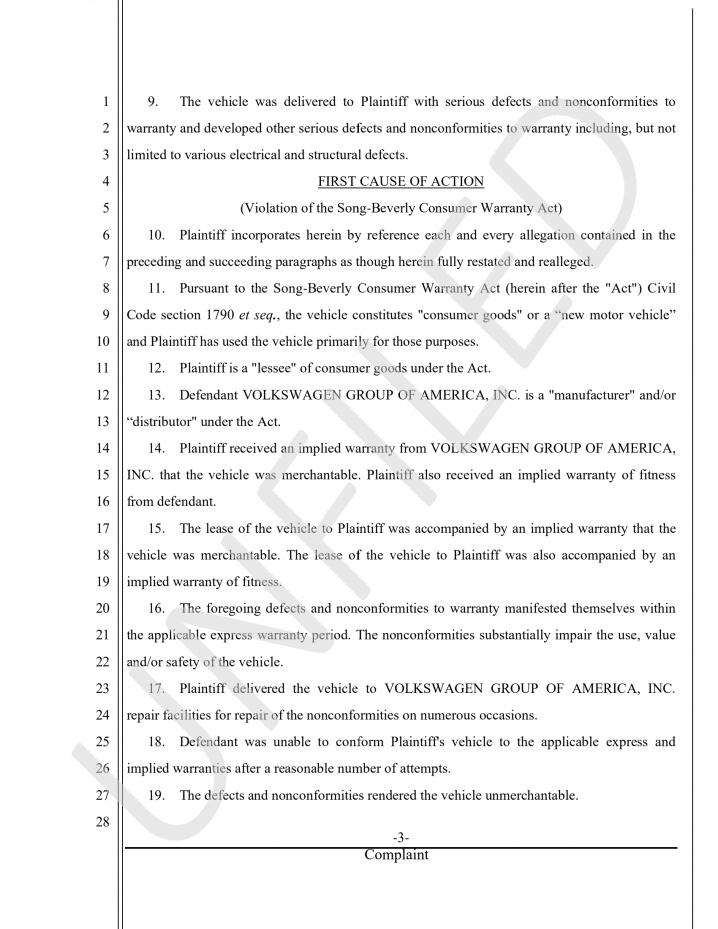 1 9. The vehicle was delivered to Plaintiff with serious defects and nonconformities to
2 warranty and developed other serious defects and nonconformities to warranty including, but not
3 limited to various electrical and structural defects.
4 FIRST CAUSE OF ACTION
5 (Violation of the Song-Beverly Consumer Warranty Act)
6 10. Plaintiff incorporates herein by reference each and every allegation contained in the
7 preceding and succeeding paragraphs as though herein fully restated and realleged.
8 11. Pursuant to the Song-Beverly Consumer Warranty Act (herein after the "Act") Civil
9 Code section 1790 et seq., the vehicle constitutes "consumer goods" or a “new motor vehicle”
10 and Plaintiff has used the vehicle primarily for those purposes.
11 12. Plaintiff is a "lessee" of consumer goods under the Act.
12 13. Defendant VOLKSWAGEN GROUP OF AMERICA, INC. is a "manufacturer" and/or
13 “distributor" under the Act.
14 14. Plaintiff received an implied warranty from VOLKSWAGEN GROUP OF AMERICA,
15 INC. that the vehicle was merchantable. Plaintiff also received an implied warranty of fitness
16 from defendant.
17 15. The lease of the vehicle to Plaintiff was accompanied by an implied warranty that the
18 vehicle was merchantable. The lease of the vehicle to Plaintiff was also accompanied by an
19 implied warranty of fitness.
20 16. The foregoing defects and nonconformities to warranty manifested themselves within
21 the applicable express warranty period. The nonconformities substantially impair the use, value
22 and/or safety of the vehicle.
23 17. Plaintiff delivered the vehicle to VOLKSWAGEN GROUP OF AMERICA, INC.
24 repair facilities for repair of the nonconformities on numerous occasions.
25 18. Defendant was unable to conform Plaintiff's vehicle to the applicable express and
26 implied warranties after a reasonable number of attempts.
27 19. The defects and nonconformities rendered the vehicle unmerchantable.
28
-3-
Complaint
UNFILED